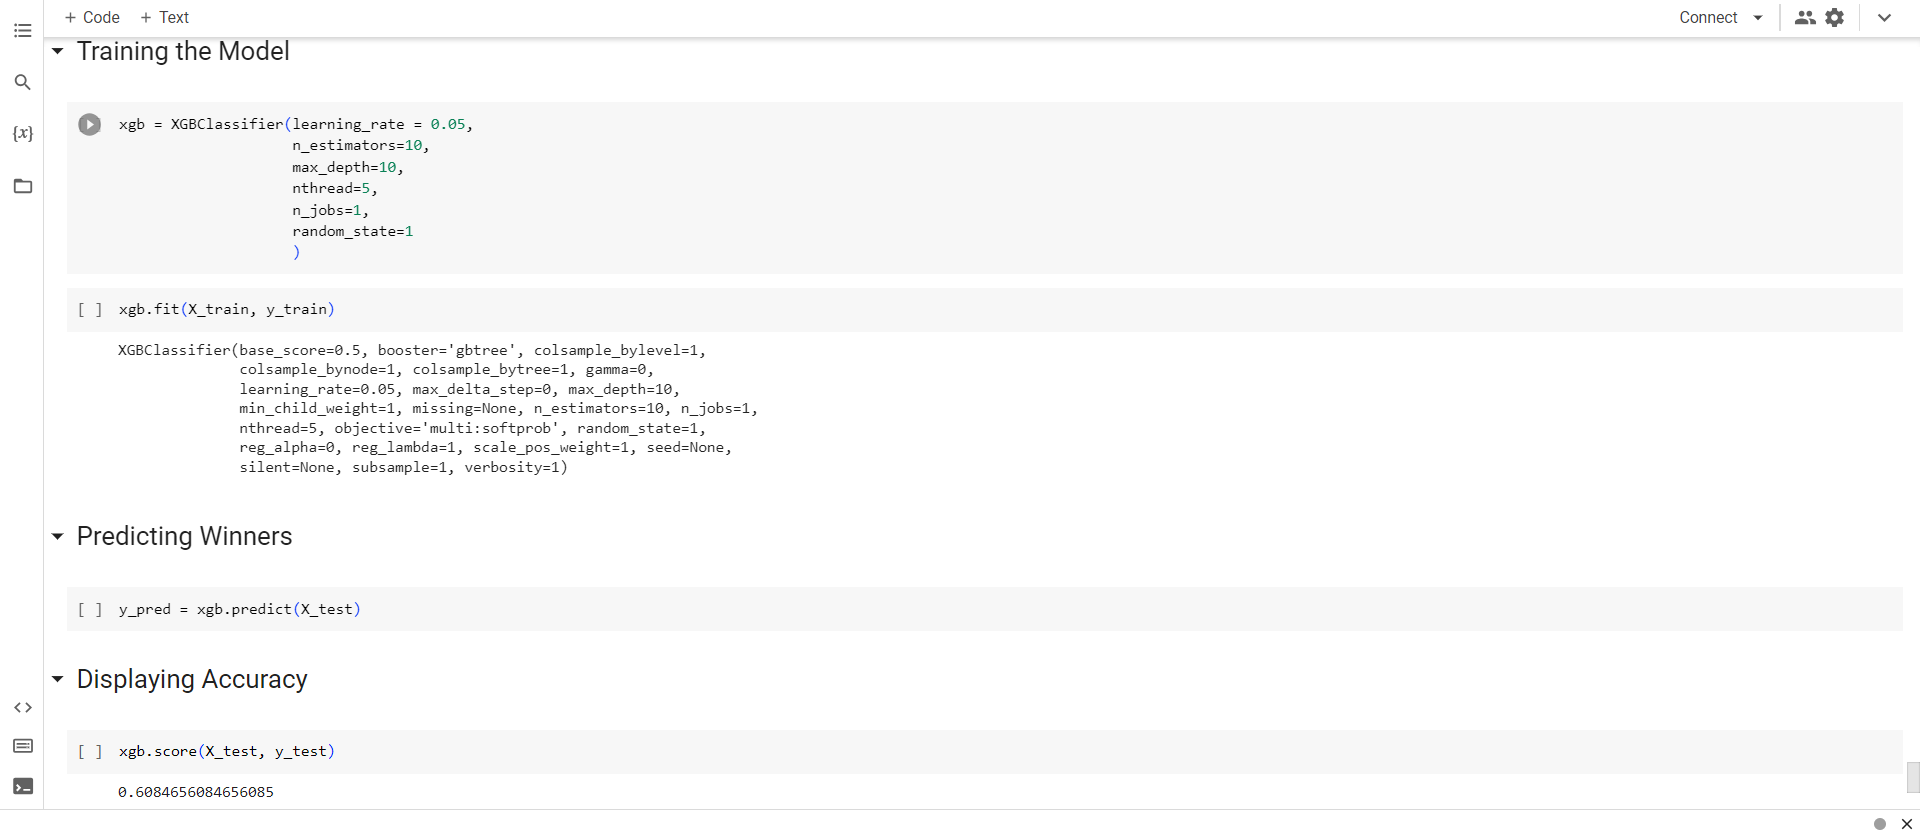 + Code + Text Connect
Training the Model
{x}
xgb = XGBClassifier(learning_rate = 0.05,
n_estimators=10,
max_depth=10,
nthread=5,
n_jobs=1,
random_state=1
)
[ ] xgb.fit(X_train, y_train)
XGBClassifier(base_score=0.5, booster='gbtree', colsample_bylevel=1,
colsample_bynode=1, colsample_bytree=1, gamma=0,
learning_rate=0.05, max_delta_step=0, max_depth=10,
min_child_weight=1, missing=None, n_estimators=10, n_jobs=1,
nthread=5, objective='multi:softprob', random_state=1,
reg_alpha=0, reg_lambda=1, scale_pos_weight=1, seed=None,
silent=None, subsample=1, verbosity=1)
Predicting Winners
[ ] y_pred = xgb.predict(X_test)
Displaying Accuracy
[ ] xgb.score(X_test, y_test)
0.6084656084656085